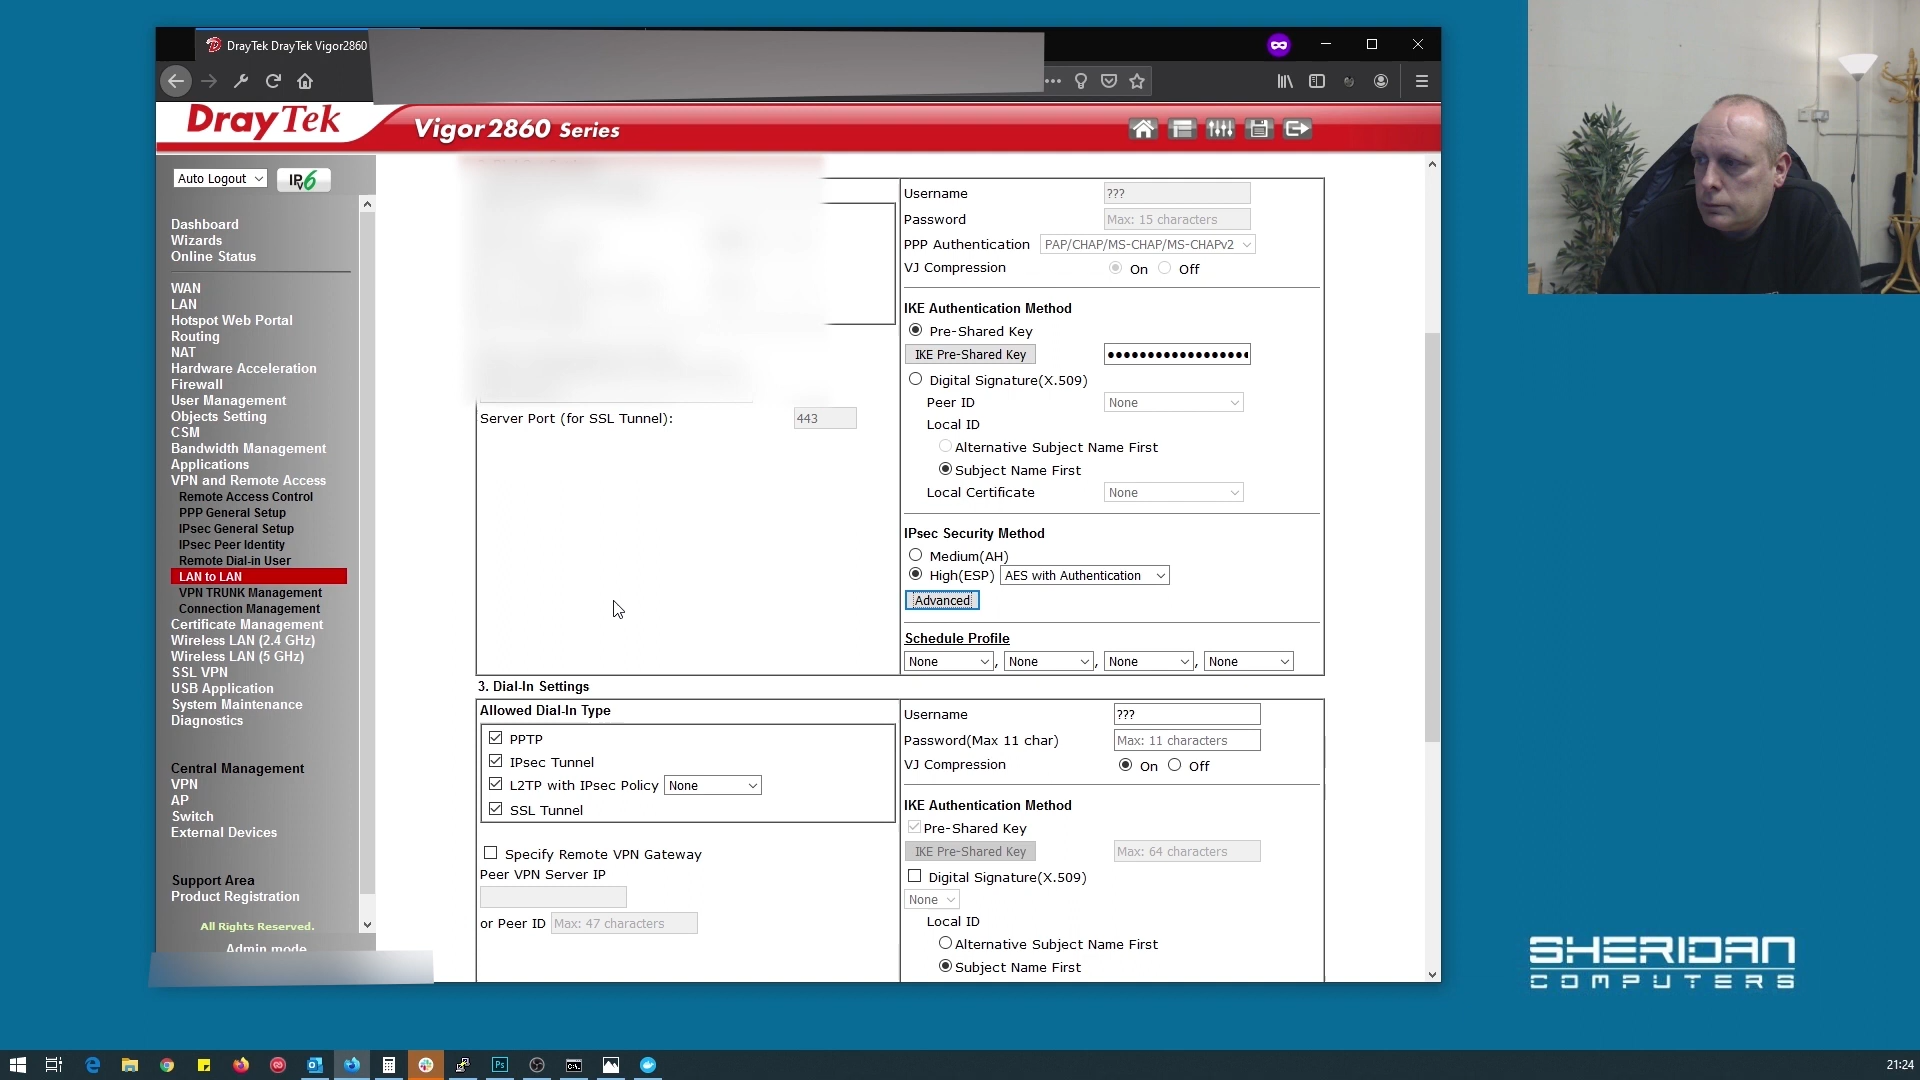 DrayTek DrayTek Vigor2860
DrayTek
Vigor2860 Series
Auto Logout
IPv6
Dashboard
Wizards
Online Status
WAN
LAN
Hotspot Web Portal
Routing
NAT
Hardware Acceleration
Firewall
User Management
Objects Setting
CSM
Bandwidth Management
Applications
VPN and Remote Access
Remote Access Control
PPP General Setup
IPsec General Setup
IPsec Peer Identity
Remote Dial-in User
LAN to LAN
VPN TRUNK Management
Connection Management
Certificate Management
Wireless LAN (2.4 GHz)
Wireless LAN (5 GHz)
SSL VPN
USB Application
System Maintenance
Diagnostics
Central Management
VPN
AP
Switch
External Devices
Support Area
Product Registration
All Rights Reserved.
Admin mode
Server Port (for SSL Tunnel): 443
Username ???
Password Max: 15 characters
PPP Authentication PAP/CHAP/MS-CHAP/MS-CHAPv2
VJ Compression On Off
IKE Authentication Method
Pre-Shared Key
IKE Pre-Shared Key ●●●●●●●●●●●●●●●●●●
Digital Signature(X.509)
Peer ID None
Local ID
Alternative Subject Name First
Subject Name First
Local Certificate None
IPsec Security Method
Medium(AH)
High(ESP) AES with Authentication
Advanced
Schedule Profile
None , None , None , None
3. Dial-In Settings
Allowed Dial-In Type
PPTP
IPsec Tunnel
L2TP with IPsec Policy None
SSL Tunnel
Specify Remote VPN Gateway
Peer VPN Server IP
or Peer ID Max: 47 characters
Username ???
Password(Max 11 char) Max: 11 characters
VJ Compression On Off
IKE Authentication Method
Pre-Shared Key
IKE Pre-Shared Key Max: 64 characters
Digital Signature(X.509)
None
Local ID
Alternative Subject Name First
Subject Name First
SHERIDAN
COMPUTERS
Ps
21:24